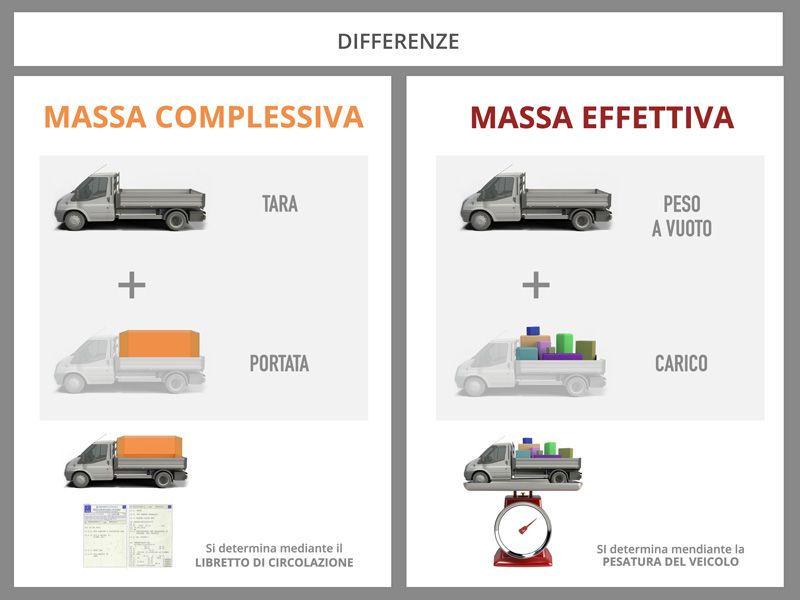 DIFFERENZE
MASSA COMPLESSIVA
TARA
+
PORTATA
Si determina mediante il
LIBRETTO DI CIRCOLAZIONE
MASSA EFFETTIVA
PESO
A VUOTO
+
CARICO
SI determina mendiante la
PESATURA DEL VEICOLO